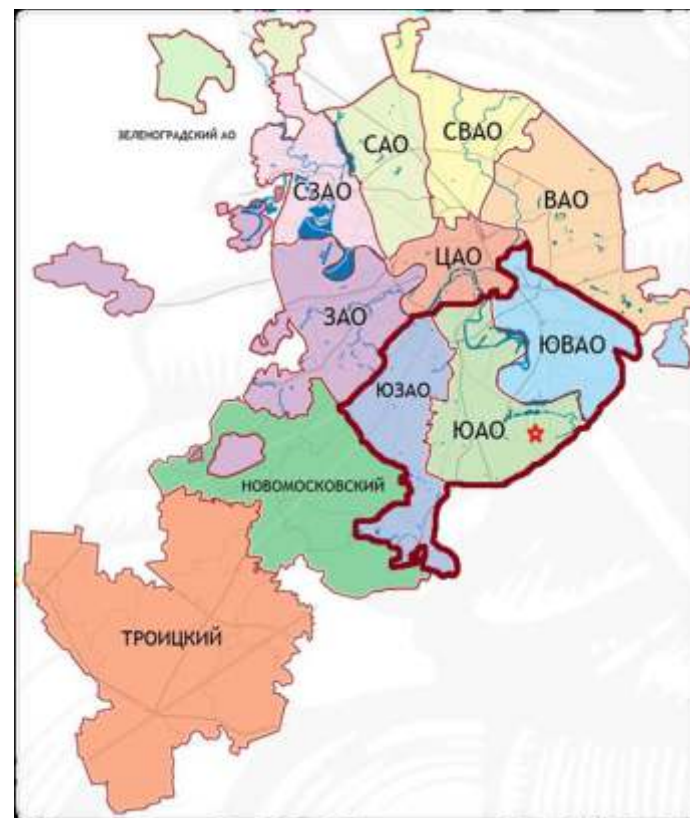 ЗЕЛЕНОГРАДСКИЙ АО
САО
СВАО
СЗАО
ВАО
ЦАО
ЗАО
ЮВАО
ЮЗАО
ЮАО
НОВОМОСКОВСКИЙ
ТРОИЦКИЙ